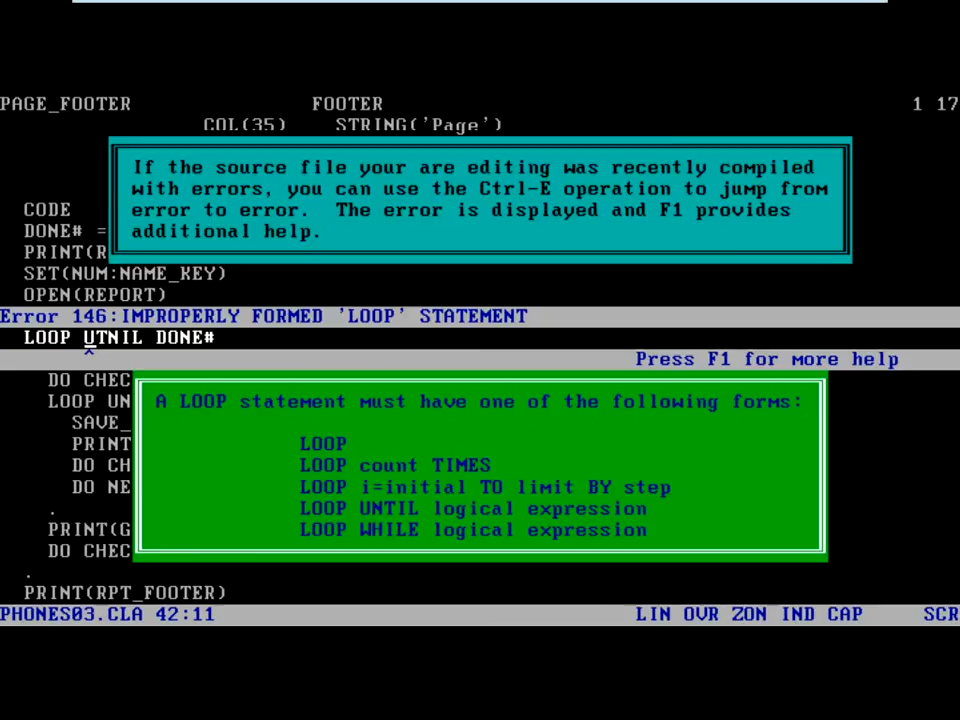 PAGE_FOOTER FOOTER 1 17
COL(35) STRING('Page')
If the source file your are editing was recently compiled
with errors, you can use the Ctrl-E operation to jump from
error to error. The error is displayed and F1 provides
additional help.
CODE
DONE# =
PRINT(R
SET(NUM:NAME_KEY)
OPEN(REPORT)
Error 146:IMPROPERLY FORMED 'LOOP' STATEMENT
LOOP UTNIL DONE#
^
Press F1 for more help
DO CHEC
LOOP UN
A LOOP statement must have one of the following forms:
SAVE_
PRINT
LOOP
DO CH
LOOP count TIMES
DO NE
LOOP i=initial TO limit BY step
.
LOOP UNTIL logical expression
PRINT(G
LOOP WHILE logical expression
DO CHEC
.
PRINT(RPT_FOOTER)
PHONES03.CLA 42:11 LIN OVR ZON IND CAP SCR